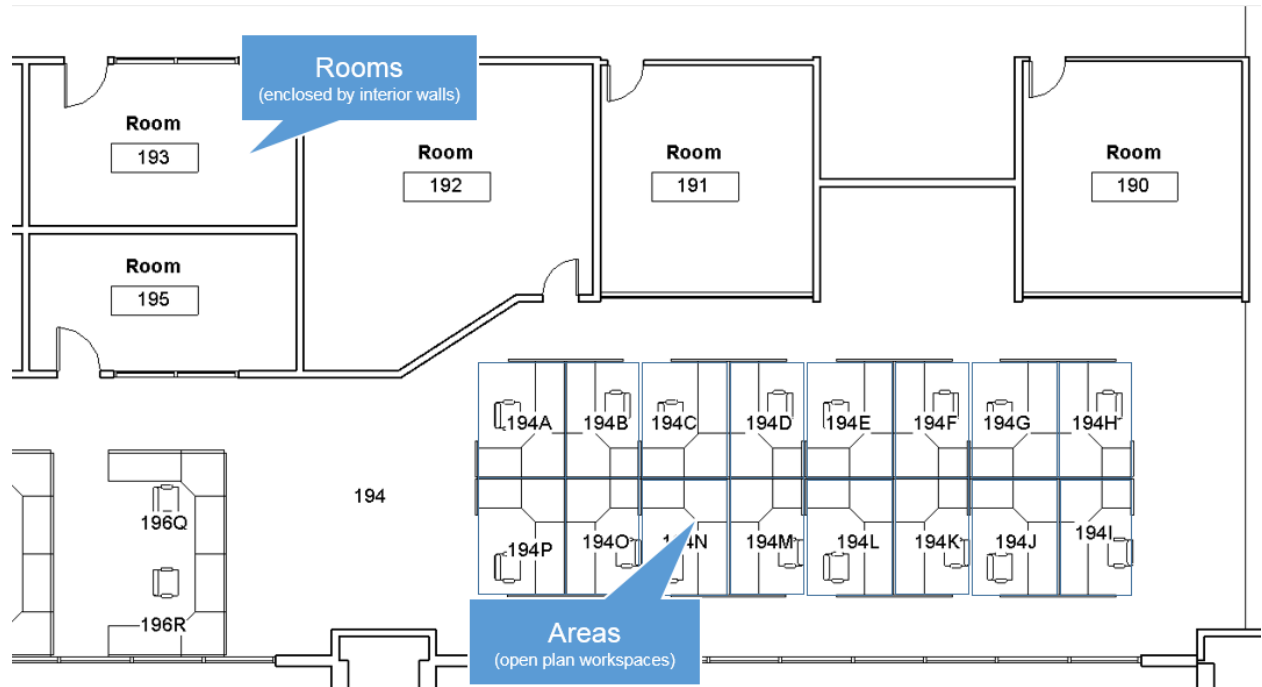 Rooms
(enclosed by interior walls)
Room
193
Room
192
Room
191
Room
190
Room
195
194A
194B
194C
194D
194E
194F
194G
194H
194
196Q
194P
194O
194M
194L
194K
194J
194I
196R
Areas
(open plan workspaces)